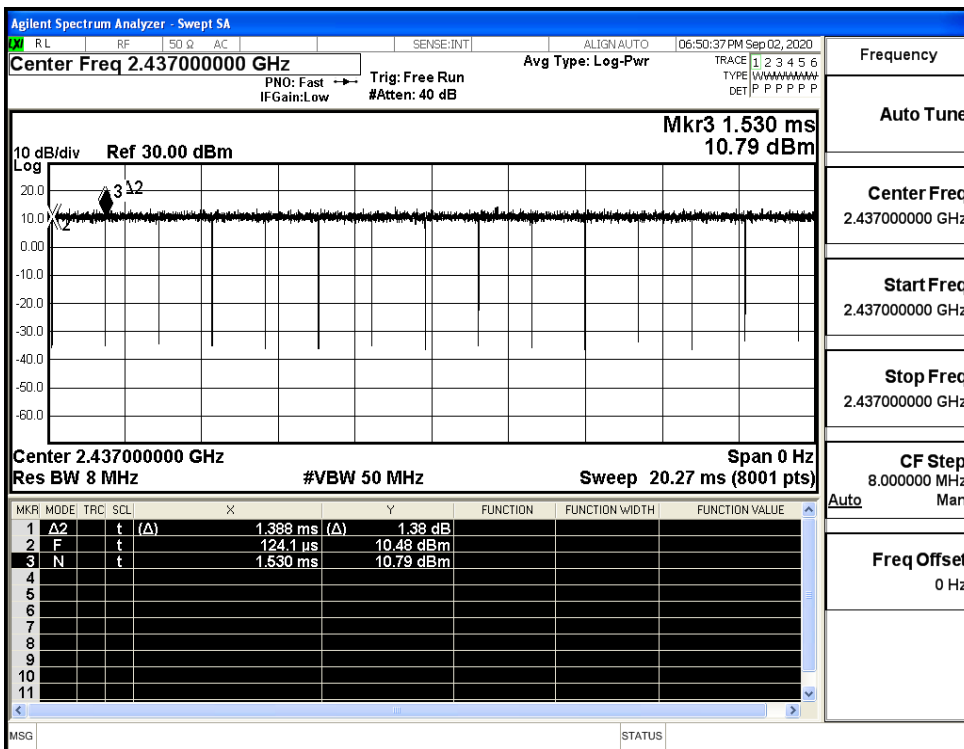 Agilent Spectrum Analyzer - Swept SA
LXI RL RF 50 Ω AC SENSE:INT ALIGN AUTO 06:50:37 PM Sep 02, 2020
Center Freq 2.437000000 GHz
PNO: Fast
IFGain:Low
Trig: Free Run
#Atten: 40 dB
Avg Type: Log-Pwr
TRACE 1 2 3 4 5 6
TYPE WWWWWW
DET P P P P P P
Mkr3 1.530 ms
10.79 dBm
10 dB/div Ref 30.00 dBm
Log
20.0
10.0
0.00
-10.0
-20.0
-30.0
-40.0
-50.0
-60.0
3 Δ2
2
Center 2.437000000 GHz Span 0 Hz
Res BW 8 MHz #VBW 50 MHz Sweep 20.27 ms (8001 pts)
MKR MODE TRC SCL X Y FUNCTION FUNCTION WIDTH FUNCTION VALUE
1 Δ2 t (Δ) 1.388 ms (Δ) 1.38 dB
2 F t 124.1 µs 10.48 dBm
3 N t 1.530 ms 10.79 dBm
4
5
6
7
8
9
10
11
MSG STATUS
Frequency
Auto Tune
Center Freq
2.437000000 GHz
Start Freq
2.437000000 GHz
Stop Freq
2.437000000 GHz
CF Step
8.000000 MHz
Auto Man
Freq Offset
0 Hz